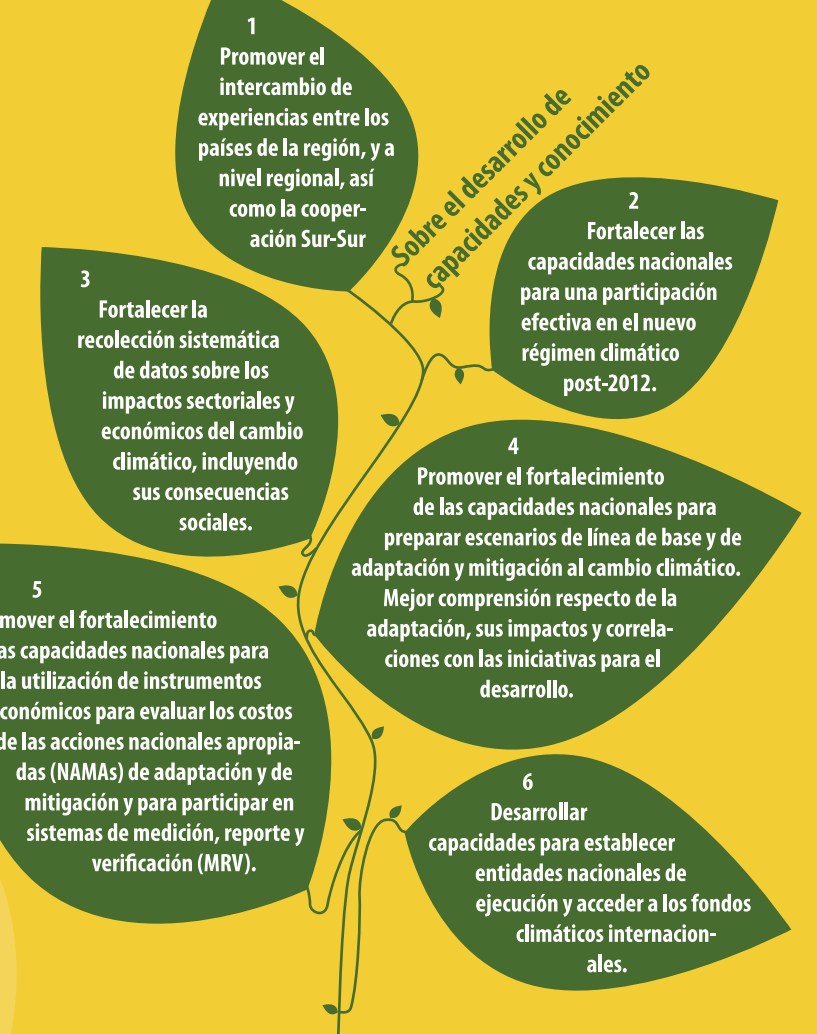 1
Promover el
intercambio de
experiencias entre los
países de la región, y a
nivel regional, así
como la cooper-
ación Sur-Sur
Sobre el desarrollo de
capacidades y conocimiento
2
Fortalecer las
capacidades nacionales
para una participación
efectiva en el nuevo
régimen climático
post-2012.
3
Fortalecer la
recolección sistemática
de datos sobre los
impactos sectoriales y
económicos del cambio
climático, incluyendo
sus consecuencias
sociales.
4
Promover el fortalecimiento
de las capacidades nacionales para
preparar escenarios de línea de base y de
adaptación y mitigación al cambio climático.
Mejor comprensión respecto de la
adaptación, sus impactos y correla-
ciones con las iniciativas para el
desarrollo.
5
mover el fortalecimiento
as capacidades nacionales para
la utilización de instrumentos
conómicos para evaluar los costos
de las acciones nacionales apropia-
das (NAMAs) de adaptación y de
mitigación y para participar en
sistemas de medición, reporte y
verificación (MRV).
6
Desarrollar
capacidades para establecer
entidades nacionales de
ejecución y acceder a los fondos
climáticos internacion-
ales.